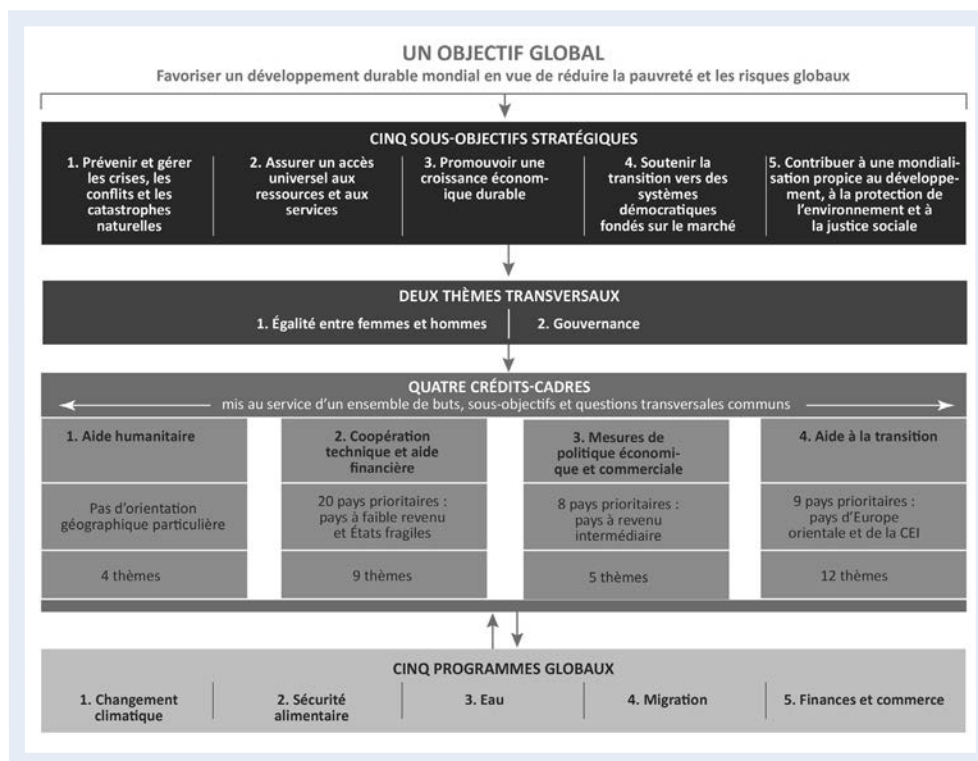 UN OBJECTIF GLOBAL
Favoriser un développement durable mondial en vue de réduire la pauvreté et les risques globaux
CINQ SOUS-OBJECTIFS STRATÉGIQUES
1. Prévenir et gérer
les crises, les
conflits et les
catastrophes
naturelles
2. Assurer un accès
universel aux
ressources et aux
services
3. Promouvoir une
croissance économ-
ique durable
4. Soutenir la
transition vers des
systèmes
démocratiques
fondés sur le marché
5. Contribuer à une mondiali-
sation propice au développe-
ment, à la protection de
l'environnement et à
la justice sociale
DEUX THÈMES TRANSVERSAUX
1. Égalité entre femmes et hommes
2. Gouvernance
QUATRE CRÉDITS-CADRES
mis au service d'un ensemble de buts, sous-objectifs et questions transversales communs
1. Aide humanitaire
2. Coopération
technique et aide
financière
3. Mesures de
politique économi-
que et commerciale
4. Aide à la transition
Pas d'orientation
géographique particulière
20 pays prioritaires :
pays à faible revenu
et États fragiles
8 pays prioritaires :
pays à revenu
intermédiaire
9 pays prioritaires :
pays d'Europe
orientale et de la CEI
4 thèmes
9 thèmes
5 thèmes
12 thèmes
CINQ PROGRAMMES GLOBAUX
1. Changement
climatique
2. Sécurité
alimentaire
3. Eau
4. Migration
5. Finances et commerce